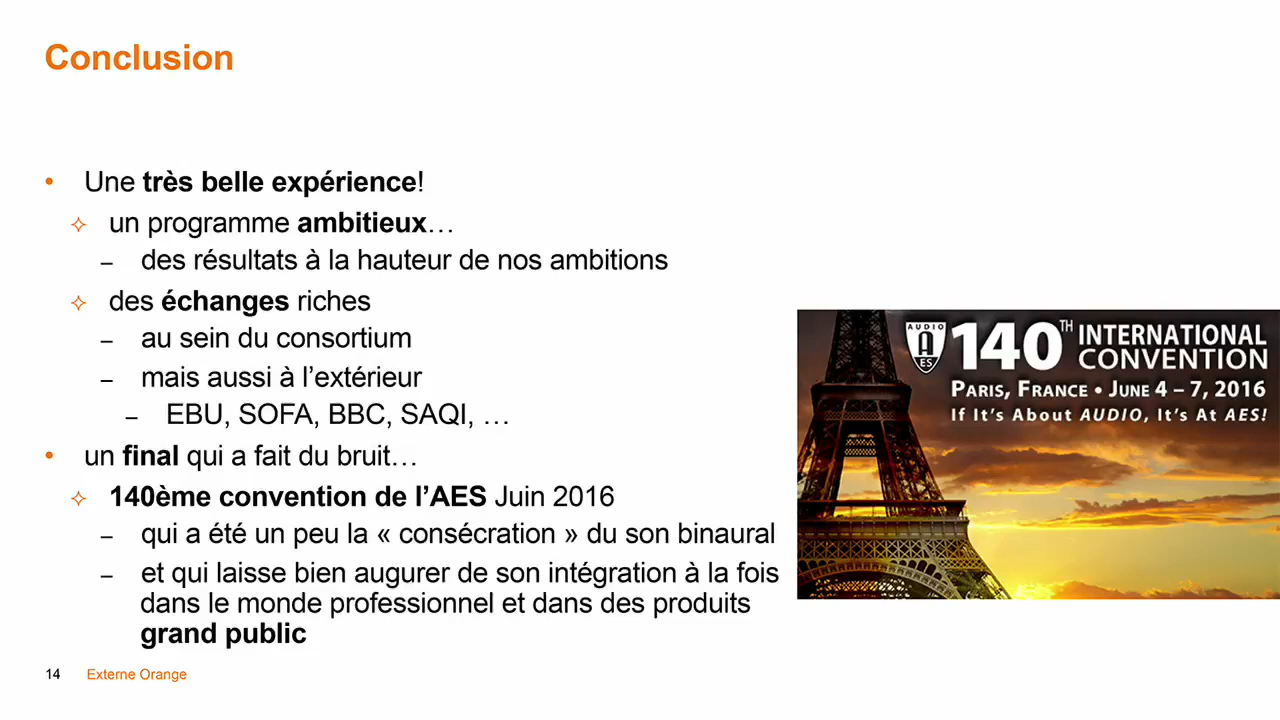 Conclusion
• Une très belle expérience!
✧ un programme ambitieux…
– des résultats à la hauteur de nos ambitions
✧ des échanges riches
– au sein du consortium
– mais aussi à l’extérieur
– EBU, SOFA, BBC, SAQI, …
• un final qui a fait du bruit…
✧ 140ème convention de l’AES Juin 2016
– qui a été un peu la « consécration » du son binaural
– et qui laisse bien augurer de son intégration à la fois
dans le monde professionnel et dans des produits
grand public
AUDIO
AES
140TH INTERNATIONAL
CONVENTION
PARIS, FRANCE • JUNE 4 – 7, 2016
If It’s About AUDIO, It’s At AES!
14 Externe Orange